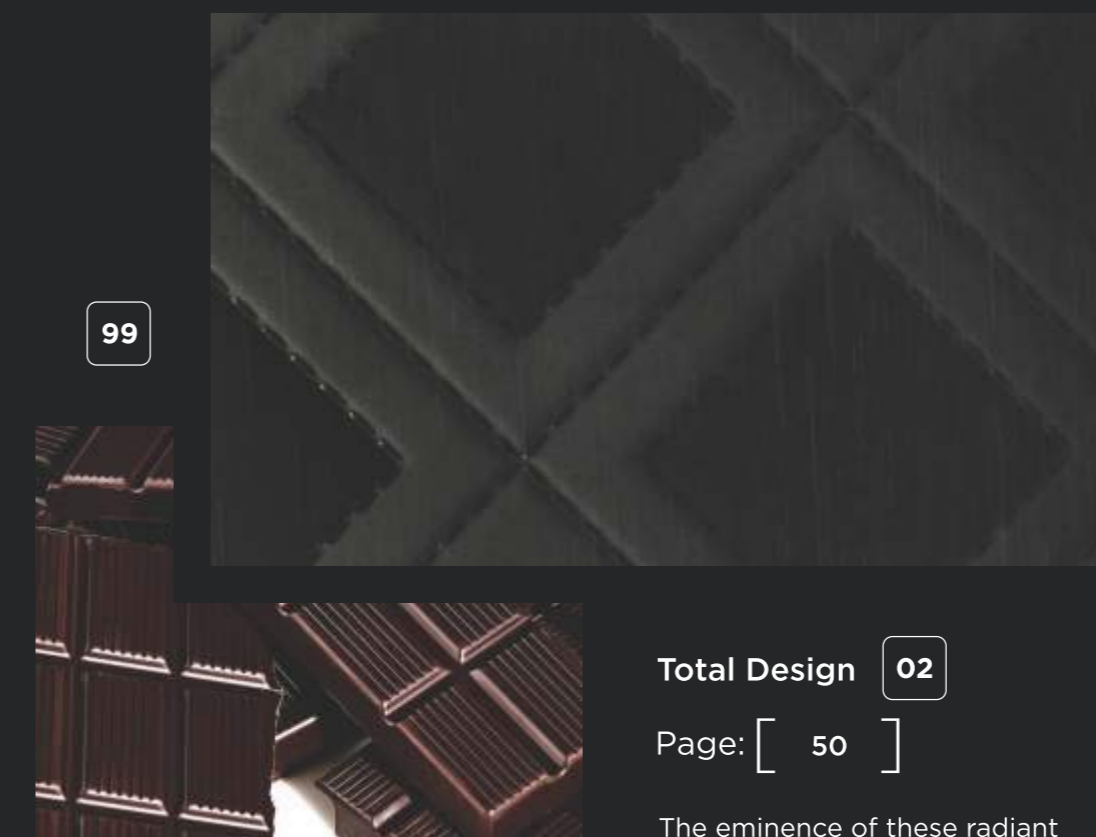 99
Total Design 02
Page: [ 50 ]
The eminence of these radiant